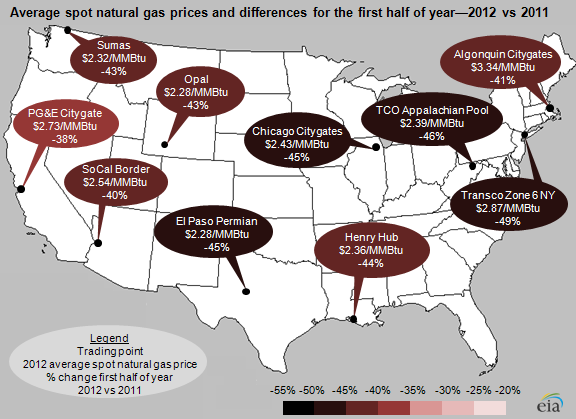 Average spot natural gas prices and differences for the first half of year—2012 vs 2011
Sumas
$2.32/MMBtu
-43%
Opal
$2.28/MMBtu
-43%
Algonquin Citygates
$3.34/MMBtu
-41%
PG&E Citygate
$2.73/MMBtu
-38%
Chicago Citygates
$2.43/MMBtu
-45%
TCO Appalachian Pool
$2.39/MMBtu
-46%
SoCal Border
$2.54/MMBtu
-40%
Transco Zone 6 NY
$2.87/MMBtu
-49%
El Paso Permian
$2.28/MMBtu
-45%
Henry Hub
$2.36/MMBtu
-44%
Legend
Trading point
2012 average spot natural gas price
% change first half of year
2012 vs 2011
-55% -50% -45% -40% -35% -30% -25% -20%
eia